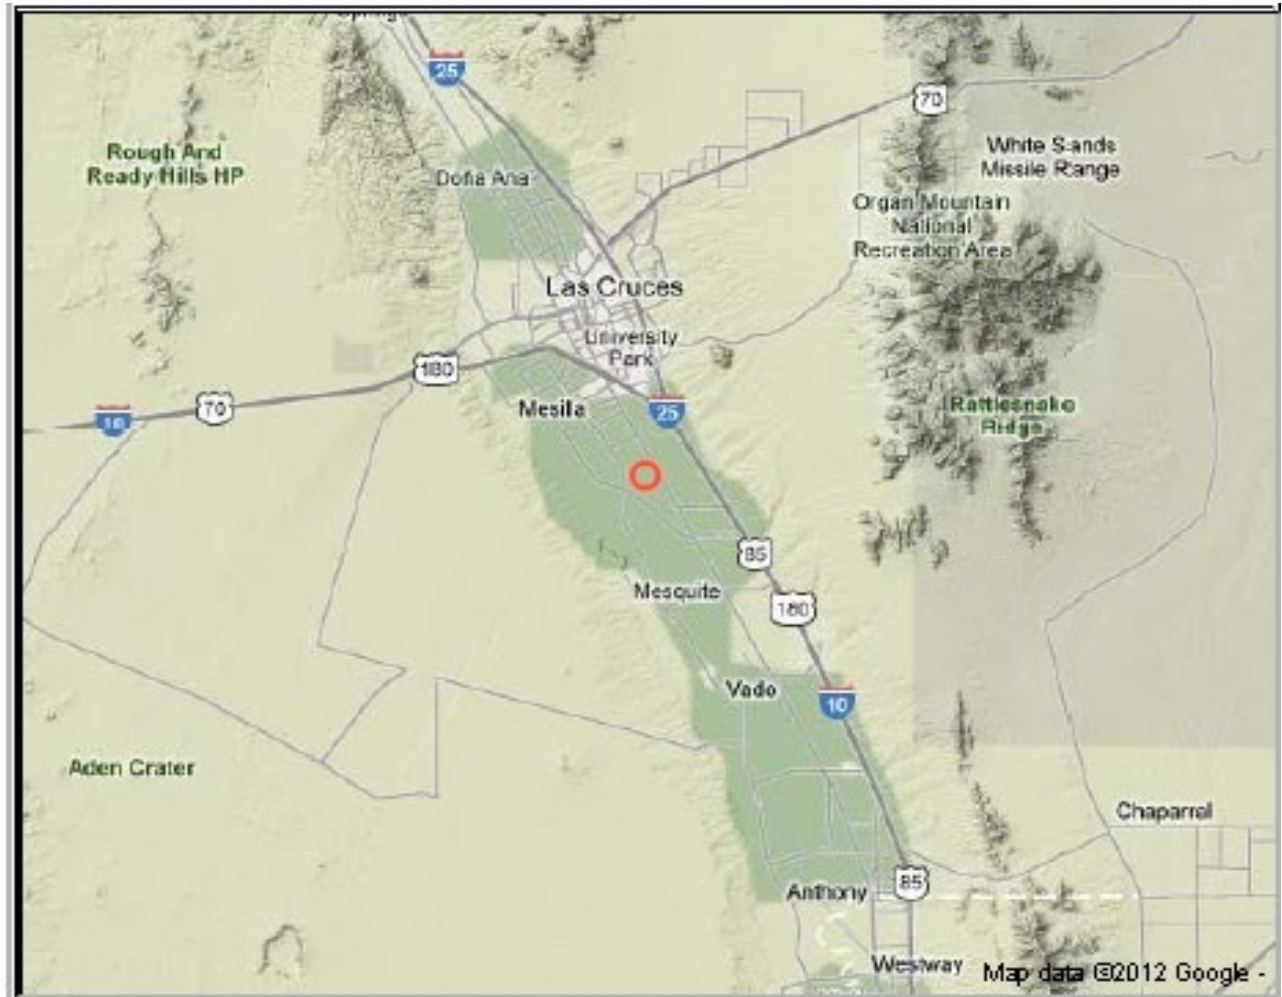 Springs
25
70
Rough And
Ready Hills HP
White Sands
Missile Range
Doña Ana
Organ Mountain
National
Recreation Area
Las Cruces
University
Park
180
70
10
Mesilla
25
Rattlesnake
Ridge
85
Mesquite
180
Vado
10
Aden Crater
Chaparral
85
Anthony
Westway
Map data ©2012 Google -